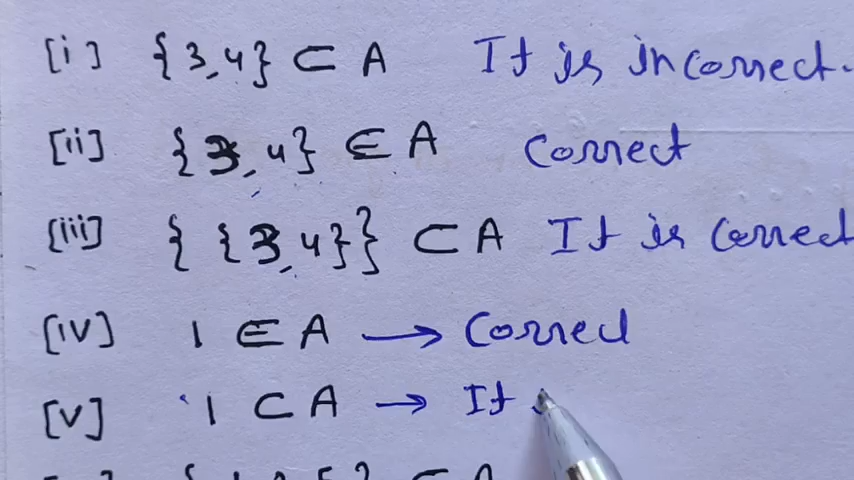 [i] {3,4} ⊂ A It is incorrect.
[ii] {3,4} ∈ A Correct
[iii] {{3,4}} ⊂ A It is correct
[iv] 1 ∈ A → Correct
[v] 1 ⊂ A → It